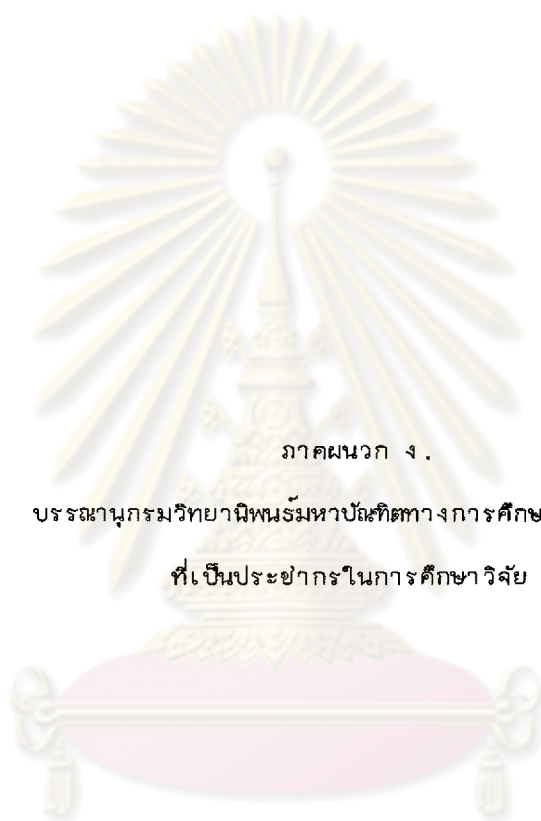 ภาคผนวก ง.
บรรณานุกรมวิทยานิพนธ์มหาบัณฑิตทางการศึกษ
ที่เป็นประชากรในการศึกษาวิจัย